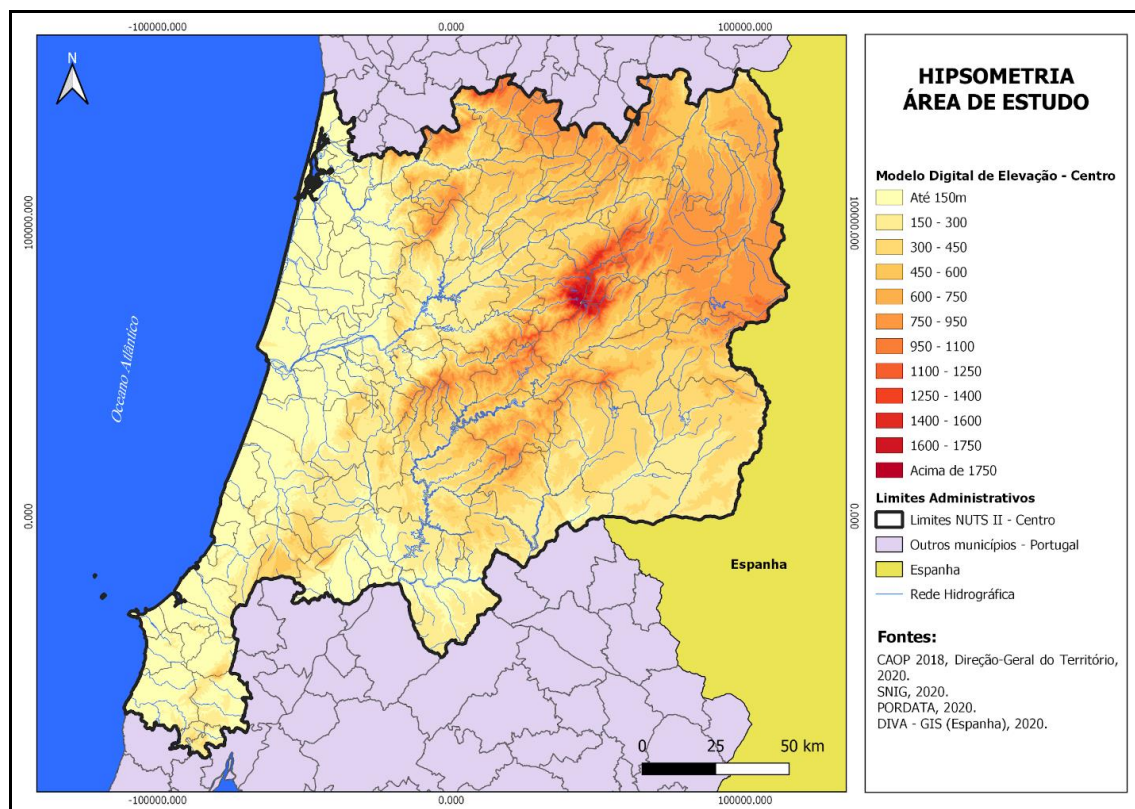 -100000.000
0.000
100000.000
N
100000.000
0.000
Oceano Atlântico
Espanha
100000.000
0.000
0
25
50 km
-100000.000
0.000
100000.000
HIPSOMETRIA
ÁREA DE ESTUDO
Modelo Digital de Elevação - Centro
Até 150m
150 - 300
300 - 450
450 - 600
600 - 750
750 - 950
950 - 1100
1100 - 1250
1250 - 1400
1400 - 1600
1600 - 1750
Acima de 1750
Limites Administrativos
Limites NUTS II - Centro
Outros municípios - Portugal
Espanha
Rede Hidrográfica
Fontes:
CAOP 2018, Direção-Geral do Território,
2020.
SNIG, 2020.
PORDATA, 2020.
DIVA - GIS (Espanha), 2020.